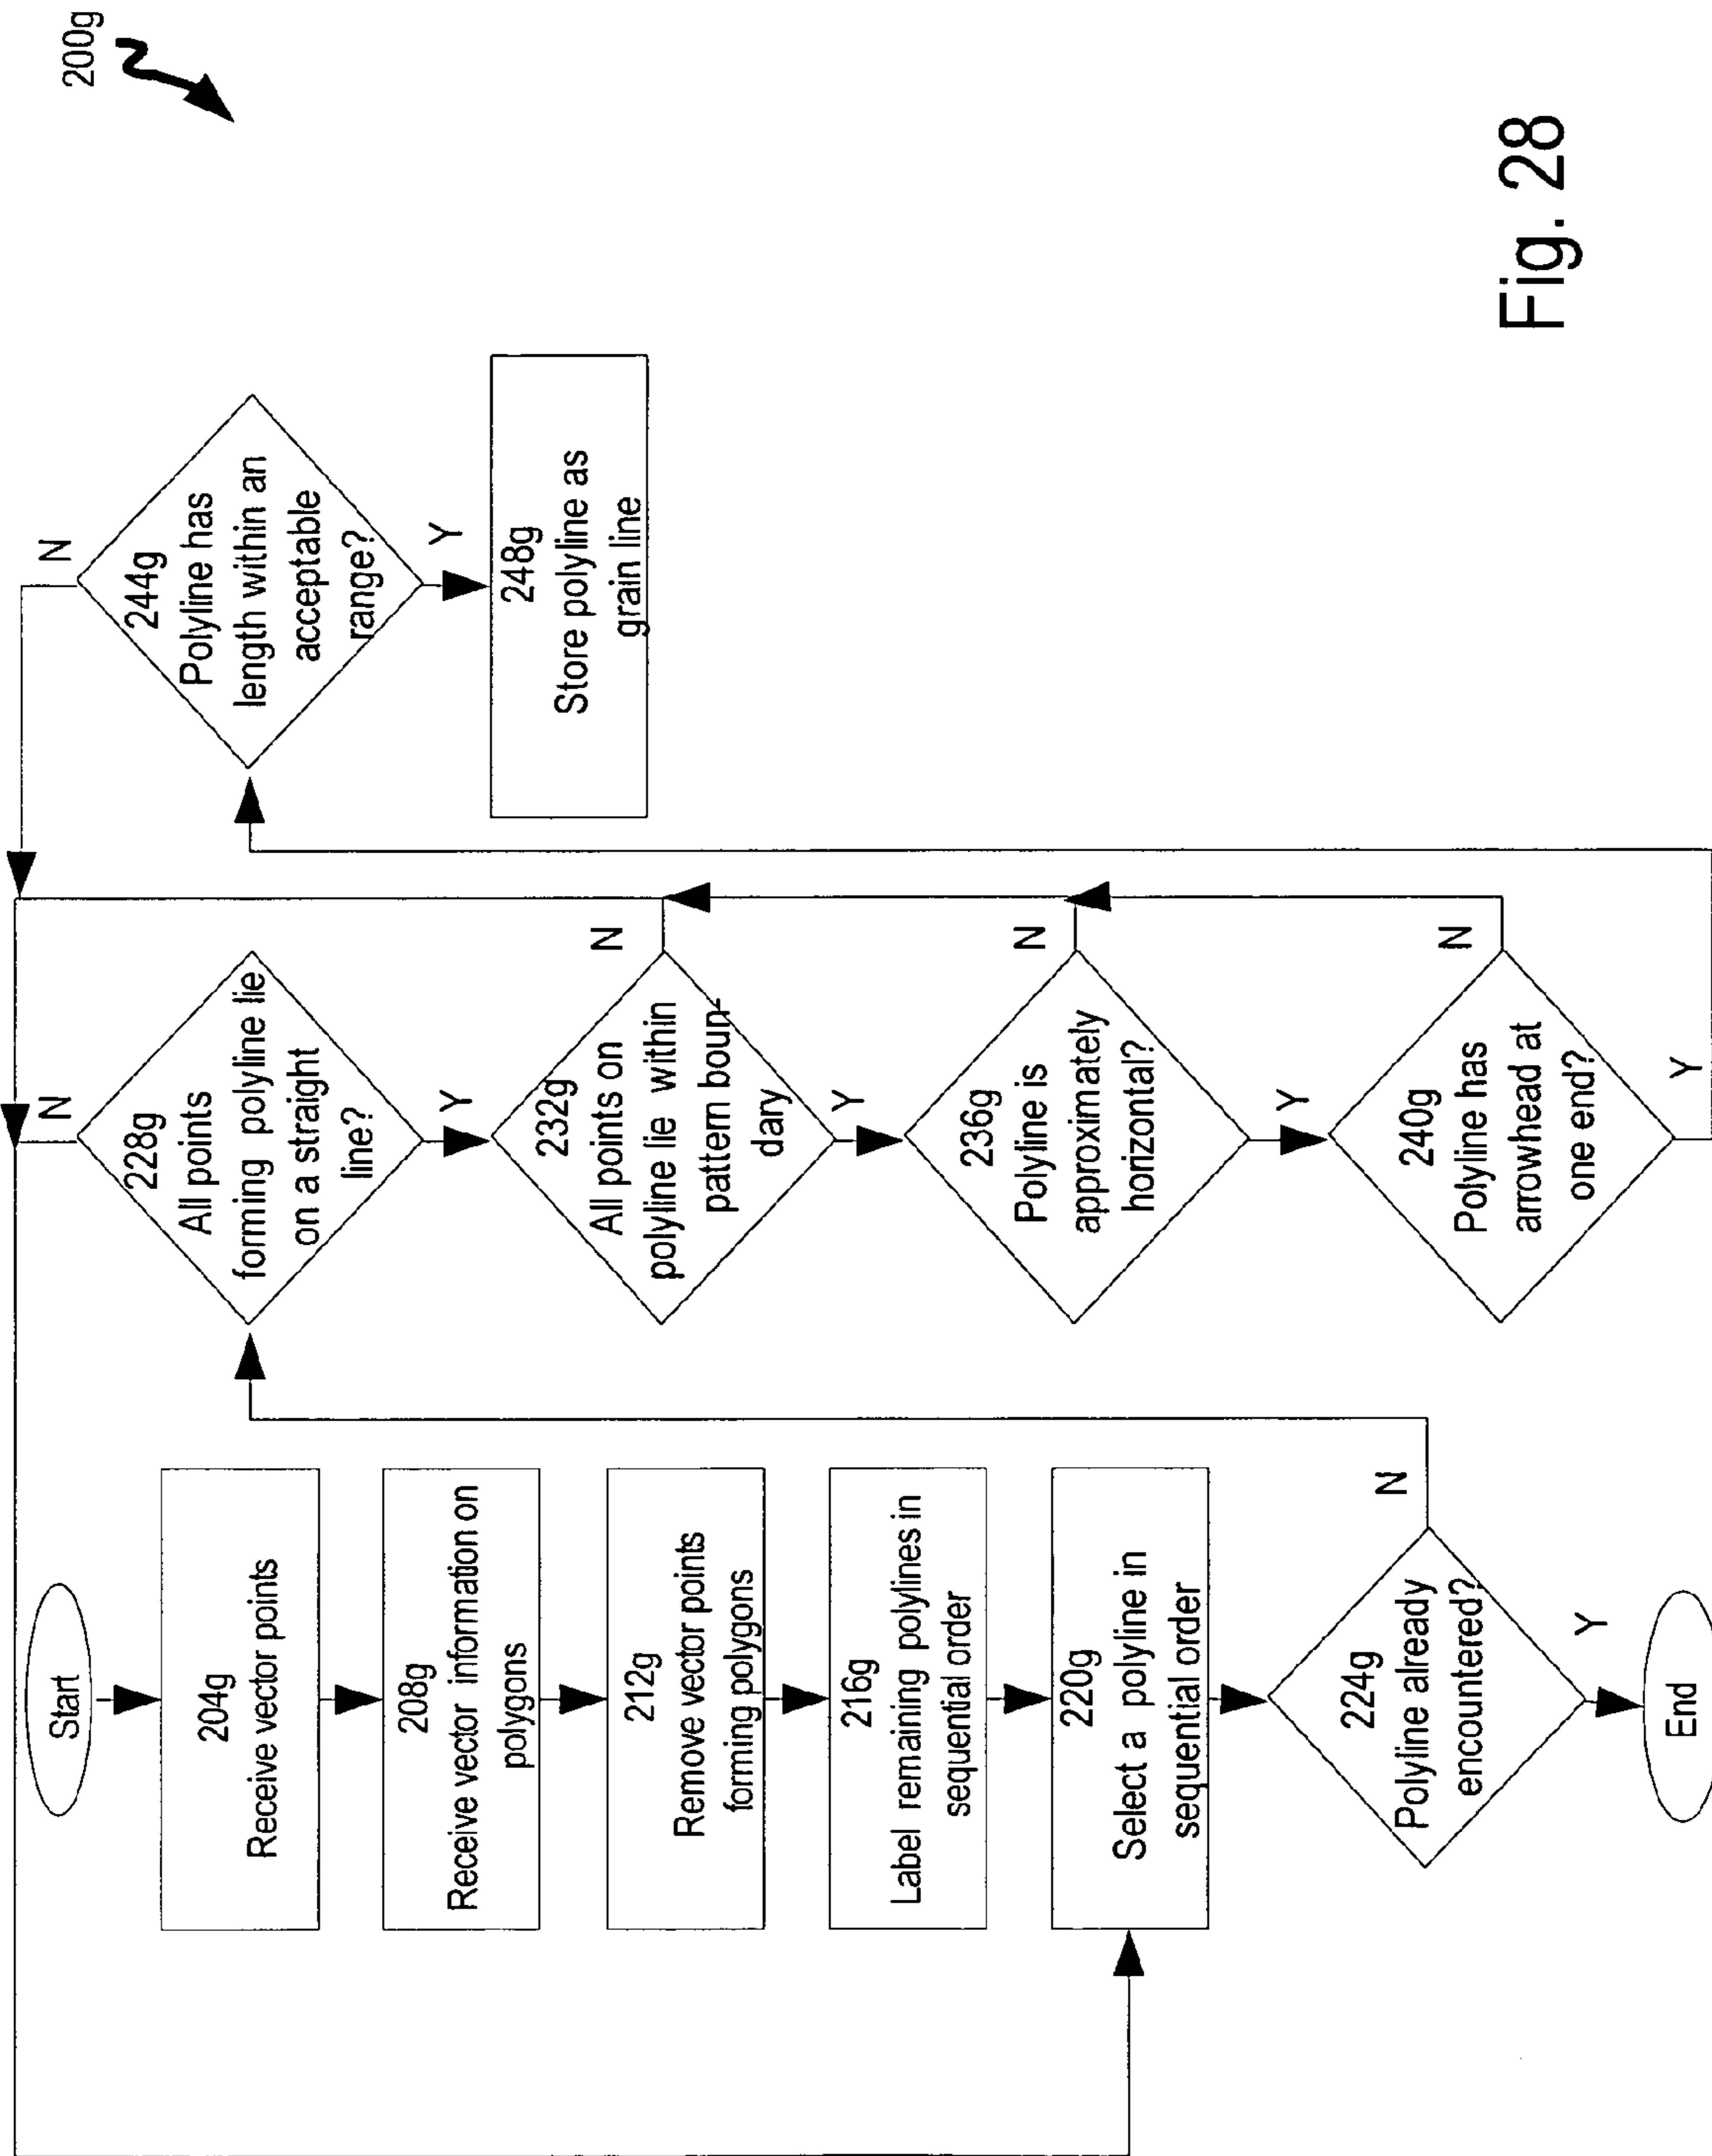 200g
Start
204g
Receive vector points
208g
Receive vector information on
polygons
212g
Remove vector points
forming polygons
216g
Label remaining polylines in
sequential order
220g
Select a polyline in
sequential order
224g
Polyline already
encountered?
N
Y
End
N
228g
All points
forming polyline lie
on a straight
line?
Y
232g
All points on
polyline lie within
pattern boun-
dary
N
Y
236g
Polyline is
approximately
horizontal?
N
Y
240g
Polyline has
arrowhead at
one end?
N
Y
N
244g
Polyline has
length within an
acceptable
range?
Y
248g
Store polyline as
grain line
Fig. 28